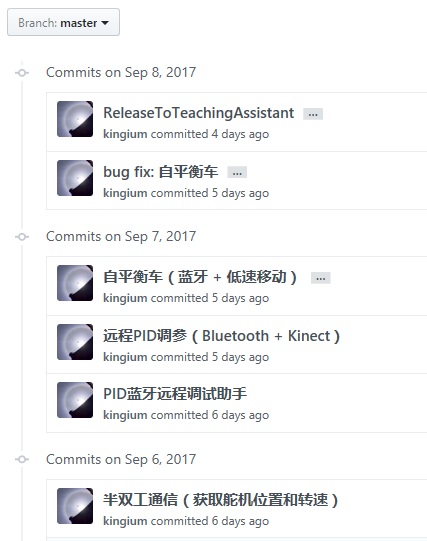 Branch: master
Commits on Sep 8, 2017
ReleaseToTeachingAssistant …
kingium committed 4 days ago
bug fix: 自平衡车 …
kingium committed 5 days ago
Commits on Sep 7, 2017
自平衡车（蓝牙 + 低速移动） …
kingium committed 5 days ago
远程PID调参（Bluetooth + Kinect）
kingium committed 5 days ago
PID蓝牙远程调试助手
kingium committed 6 days ago
Commits on Sep 6, 2017
半双工通信（获取舵机位置和转速）
kingium committed 6 days ago